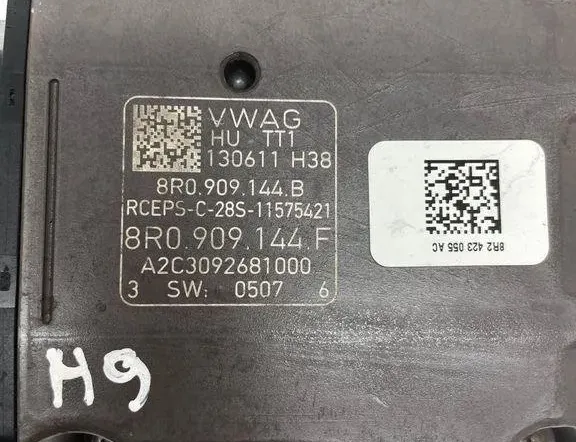 VWAG
HU TT1
130611 H38
8R0.909.144.B
RCEPS-C-28S-11575421
8R0.909.144.F
A2C3092681000
3 SW: 0507 6
8R2 423 055 AC
H9